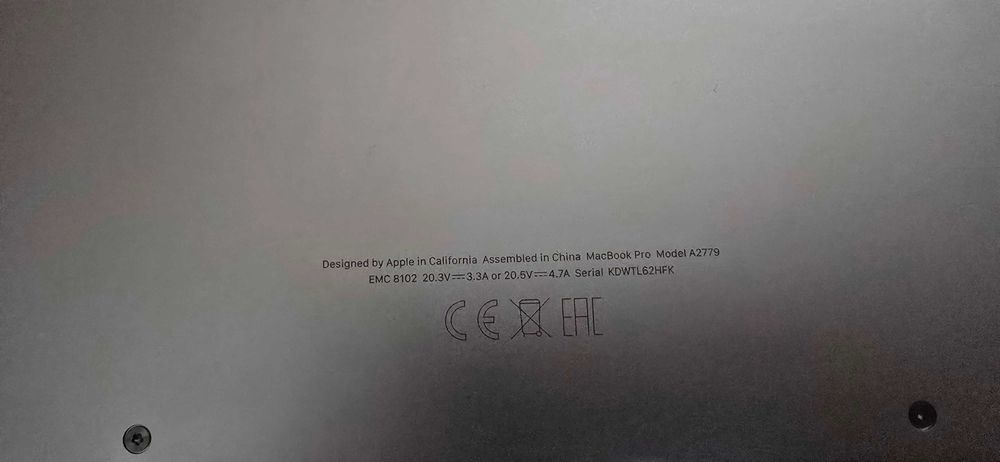 Designed by Apple in California Assembled in China MacBook Pro Model A2779
EMC 8102 20.3V⎓3.3A or 20.5V⎓4.7A Serial KDWTL62HFK
CE EAC